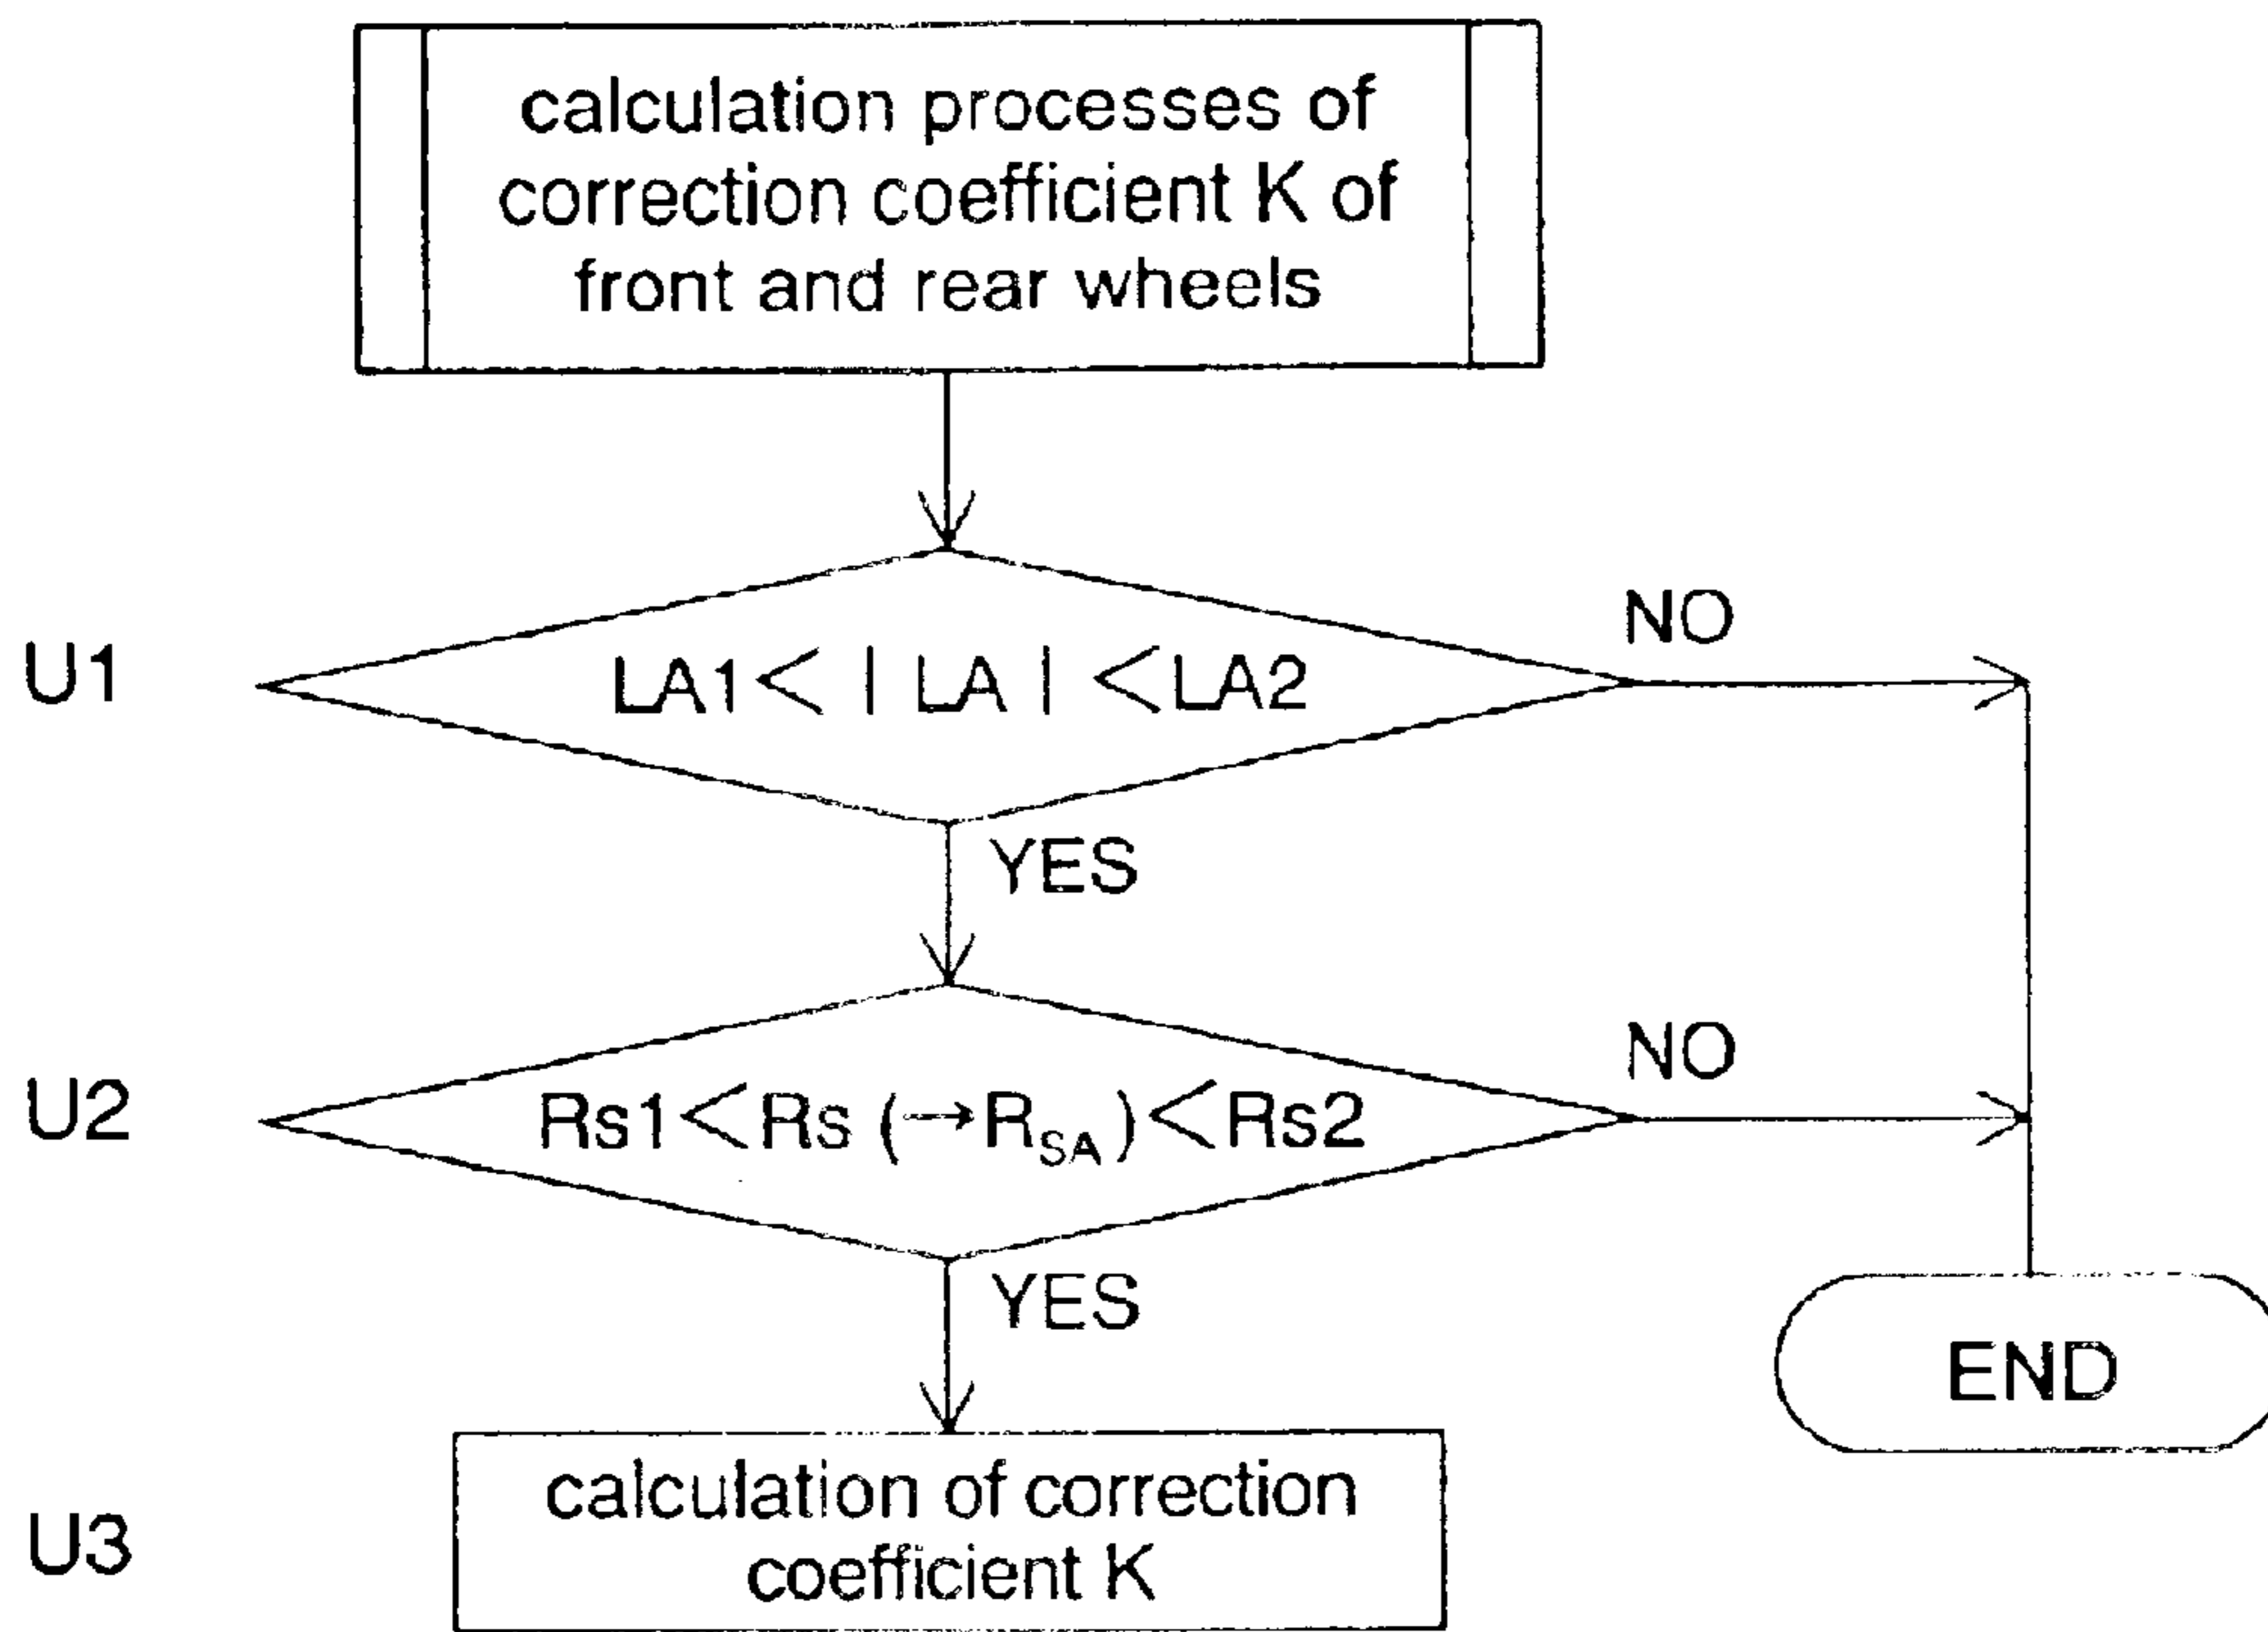 calculation processes of
correction coefficient K of
front and rear wheels
U1
LA1< | LA | <LA2
NO
YES
U2
Rs1<Rs (→R_SA)<Rs2
NO
YES
END
U3
calculation of correction
coefficient K